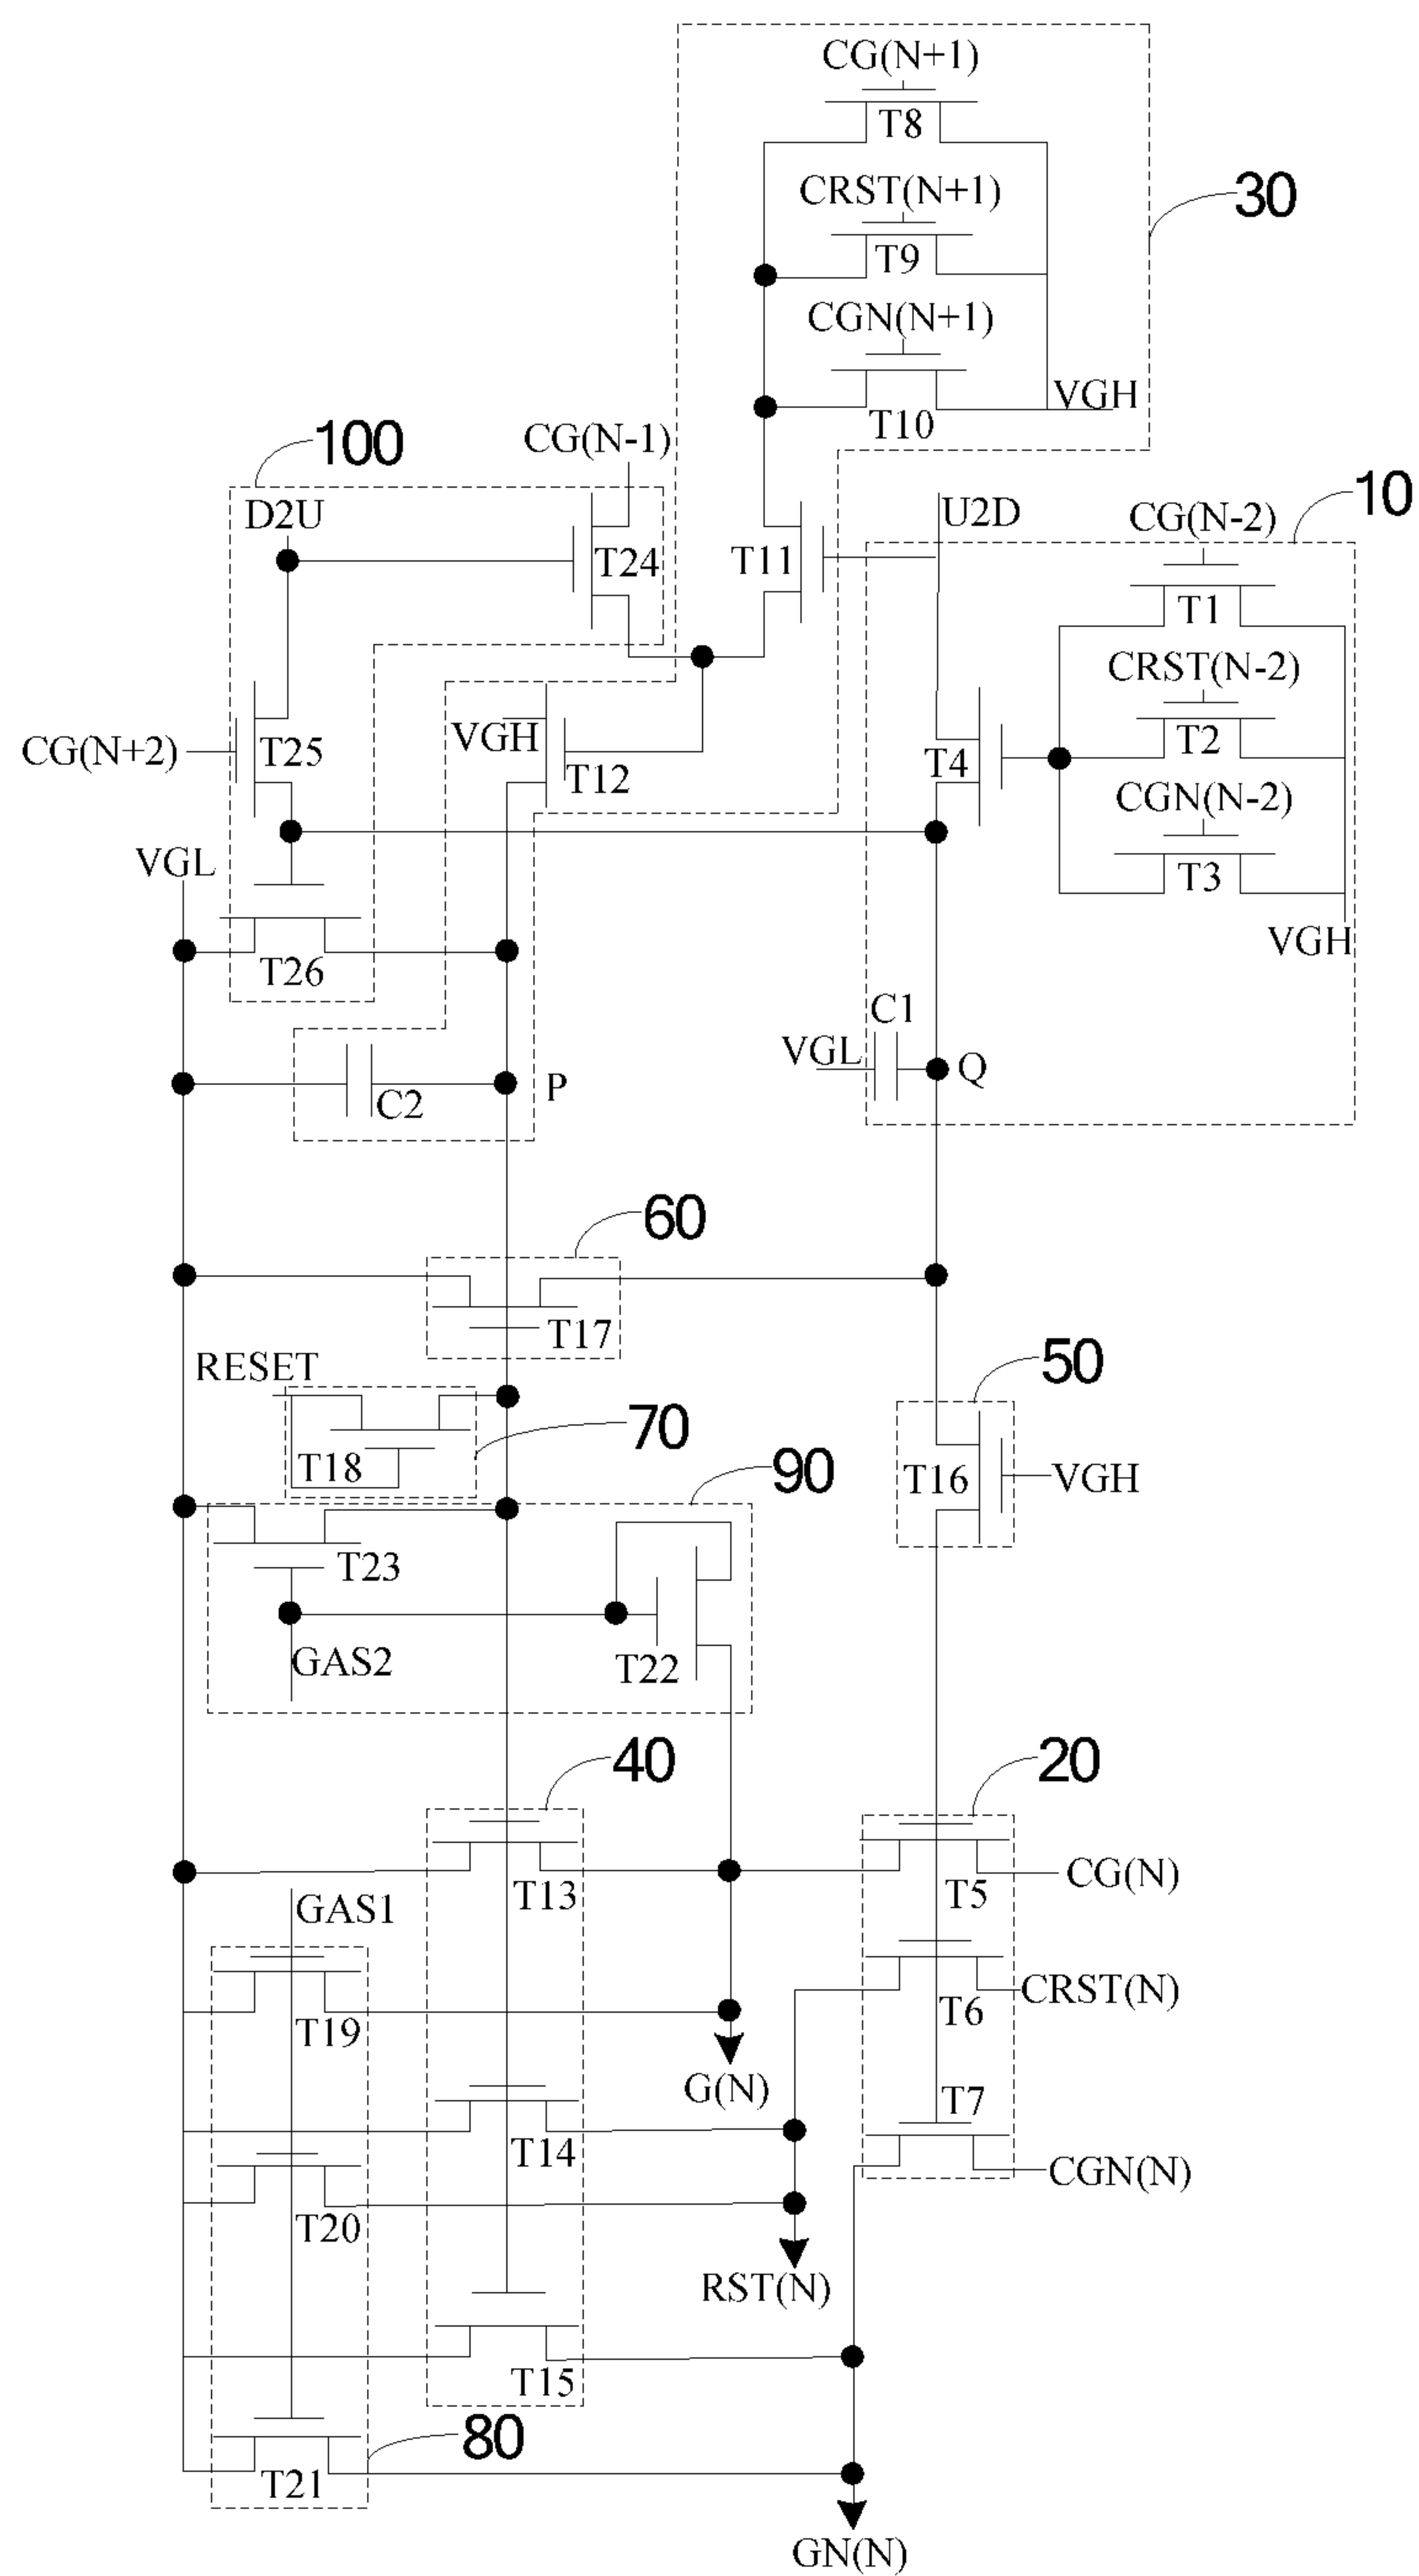 CG(N+1)
T8
30
CRST(N+1)
T9
CGN(N+1)
VGH
T10
100
CG(N-1)
10
D2U
U2D
CG(N-2)
T24
T11
T1
CRST(N-2)
CG(N+2)
T25
VGH
T12
T4
T2
CGN(N-2)
VGL
T3
T26
VGH
C1
VGL
Q
C2
P
60
T17
RESET
50
70
T18
90
T16
VGH
T23
GAS2
T22
40
20
T13
T5
CG(N)
GAS1
T19
T6
CRST(N)
G(N)
T7
T14
CGN(N)
T20
RST(N)
T15
80
T21
GN(N)